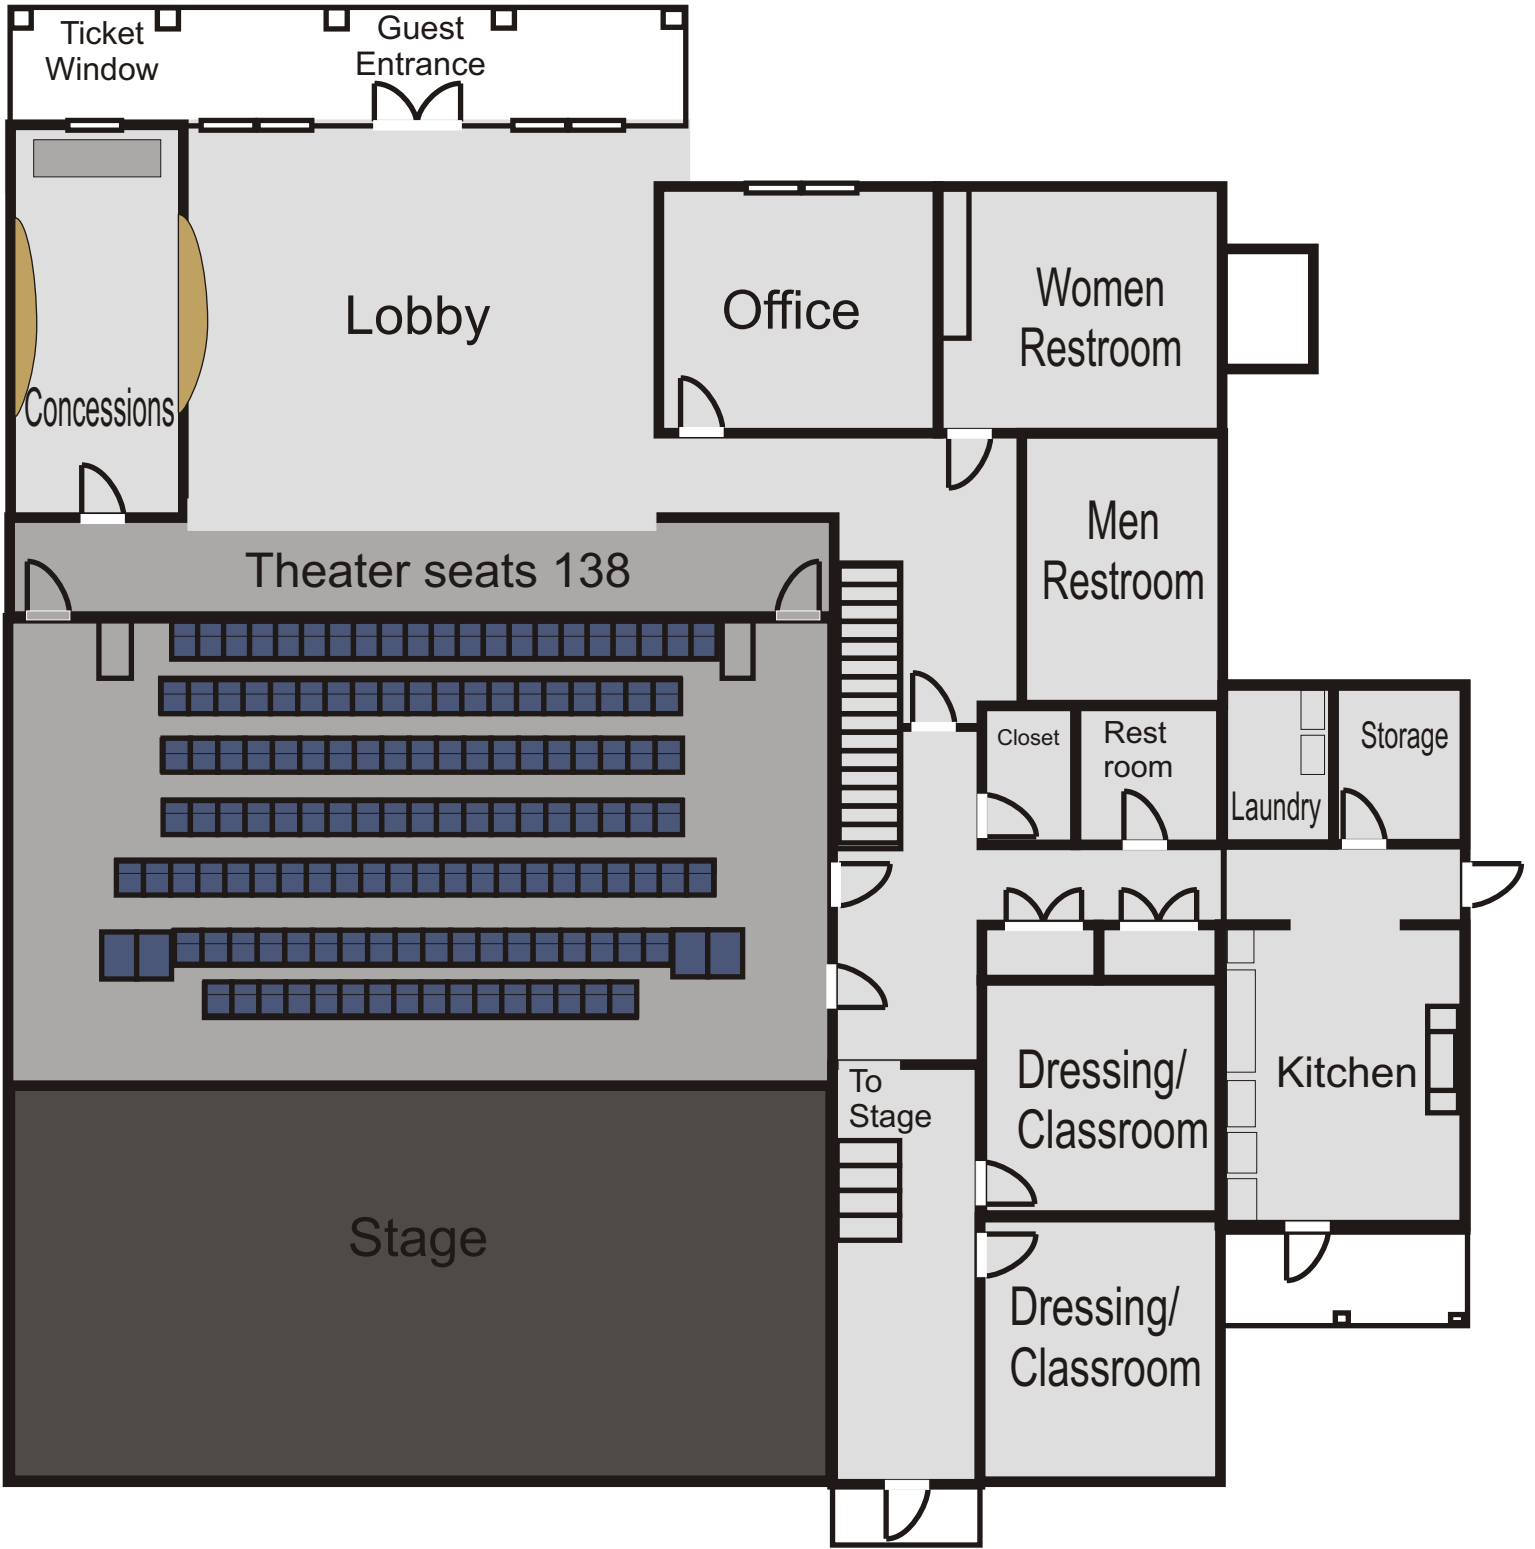 Ticket
Window
Guest
Entrance
Lobby
Office
Women
Restroom
Concessions
Men
Restroom
Theater seats 138
Closet
Rest
room
Storage
Laundry
To
Stage
Dressing/
Classroom
Kitchen
Stage
Dressing/
Classroom